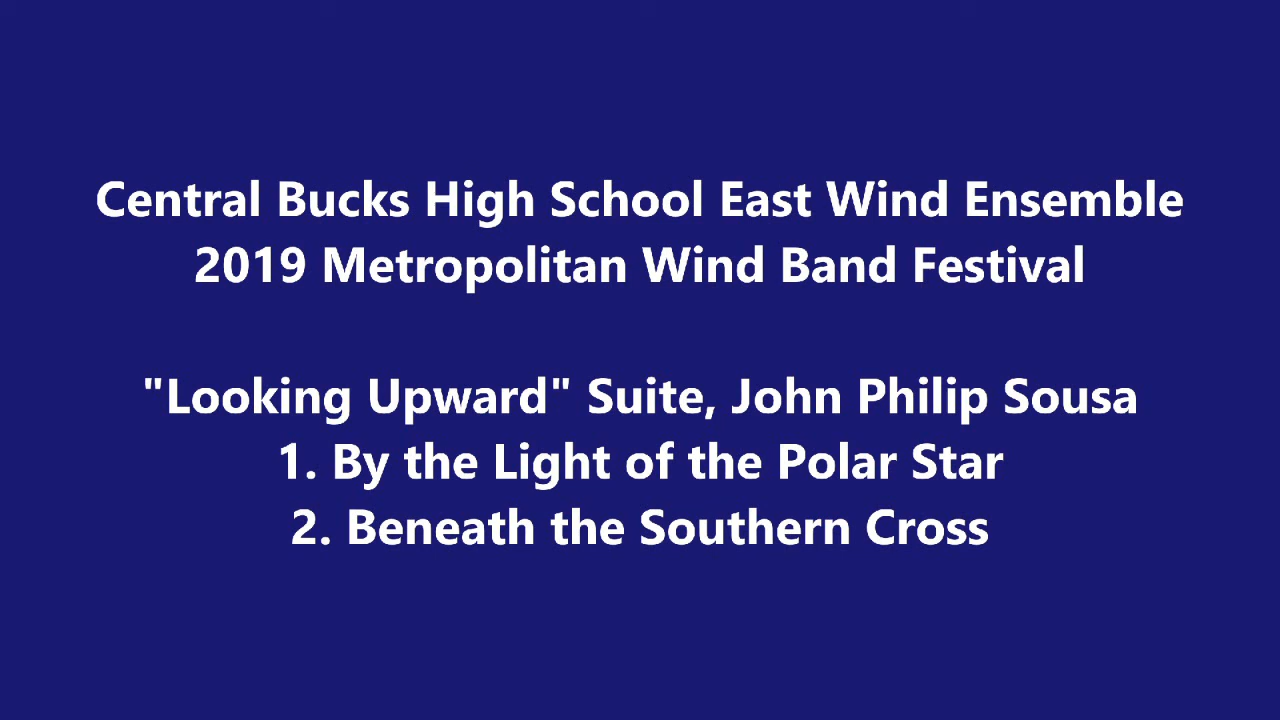 Central Bucks High School East Wind Ensemble
2019 Metropolitan Wind Band Festival
"Looking Upward" Suite, John Philip Sousa
1. By the Light of the Polar Star
2. Beneath the Southern Cross